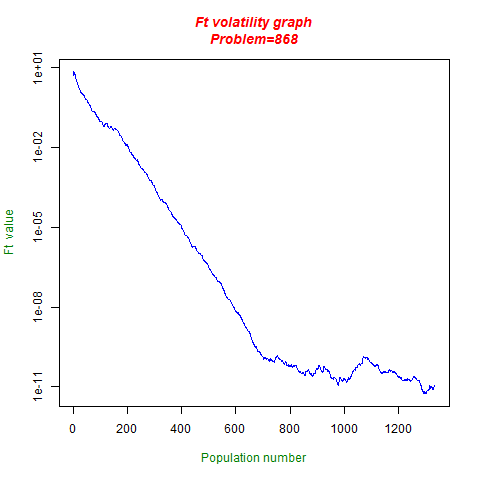 Ft volatility graph
Problem=868
1e+01
1e-02
1e-05
1e-08
1e-11
Ft value
0 200 400 600 800 1000 1200
Population number